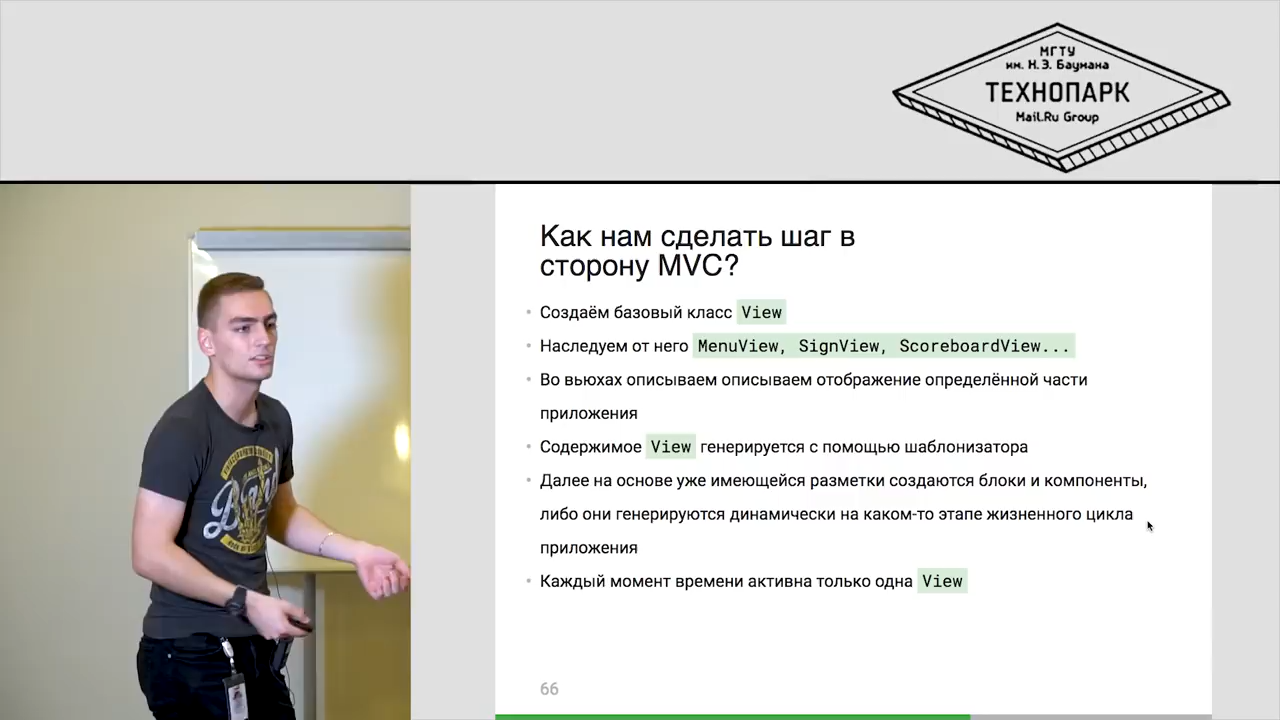 МГТУ
им. Н.Э. Баумана
ТЕХНОПАРК
Mail.Ru Group
Как нам сделать шаг в
сторону MVC?
Создаём базовый класс View
Наследуем от него MenuView, SignView, ScoreboardView...
Во вьюхах описываем описываем отображение определённой части
приложения
Содержимое View генерируется с помощью шаблонизатора
Далее на основе уже имеющейся разметки создаются блоки и компоненты,
либо они генерируются динамически на каком-то этапе жизненного цикла
приложения
Каждый момент времени активна только одна View
66